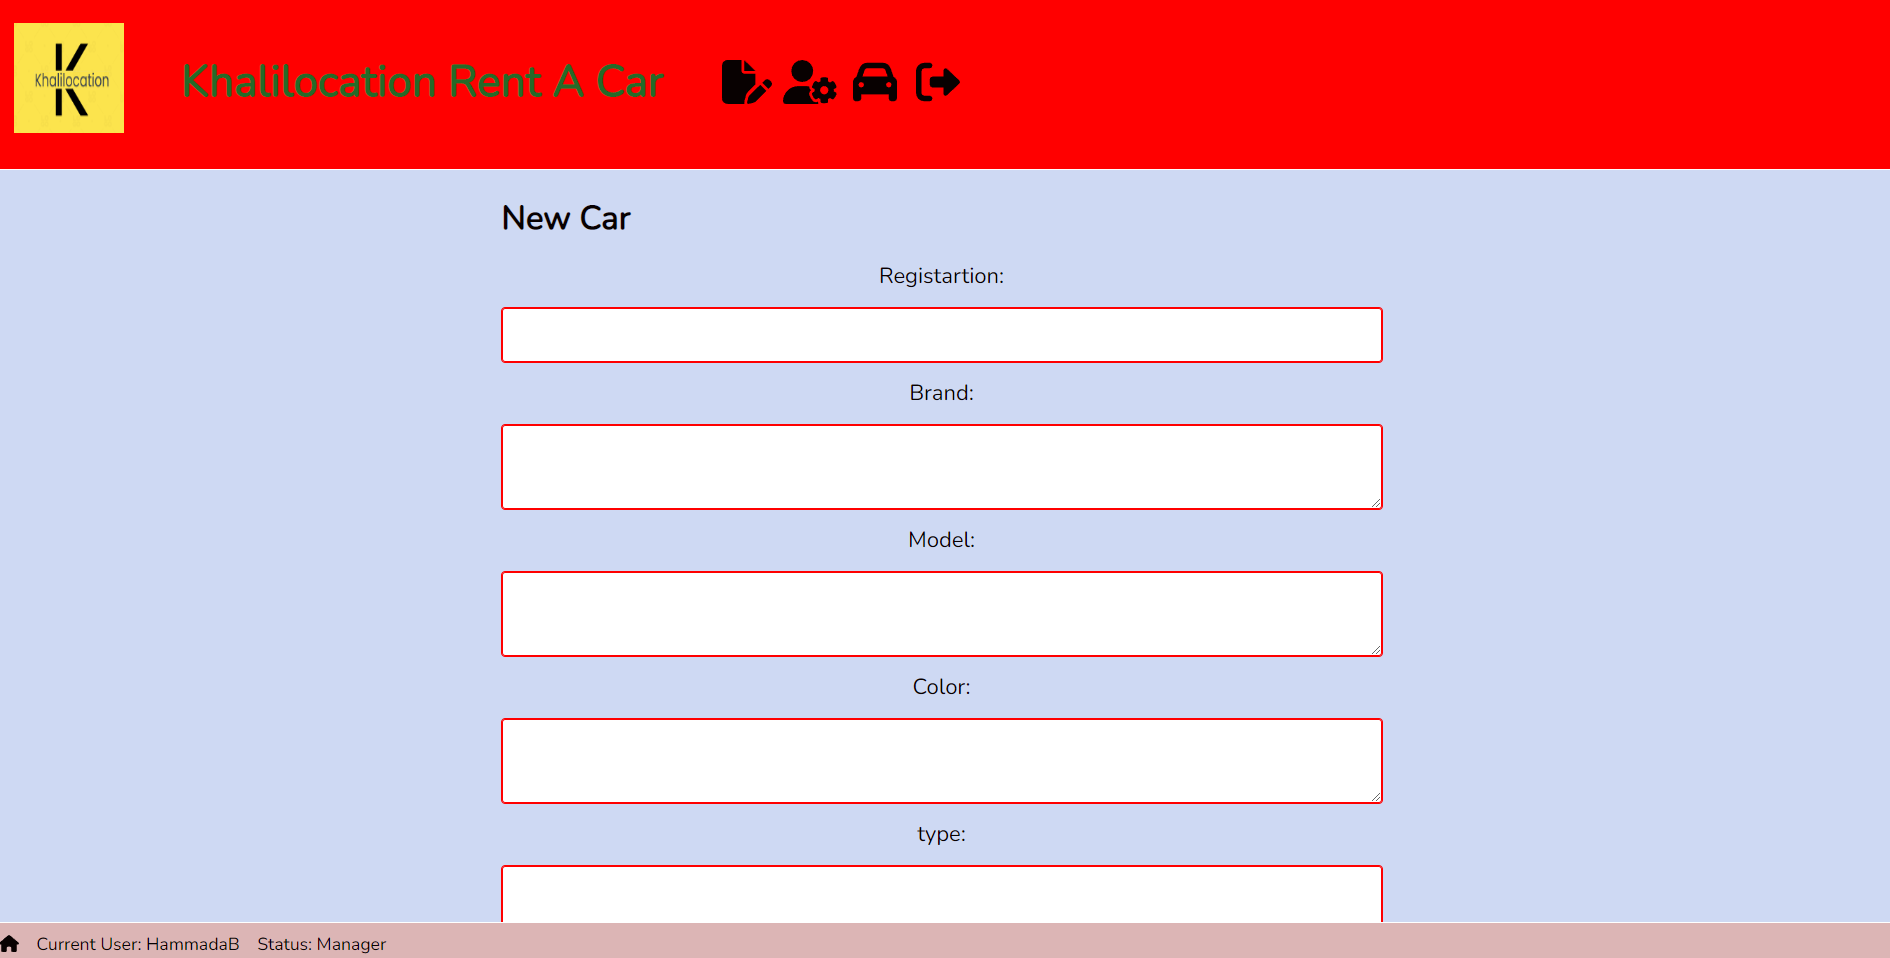 Khalilocation
Khalilocation Rent A Car
New Car
Registartion:
Brand:
Model:
Color:
type:
Current User: HammadaB Status: Manager